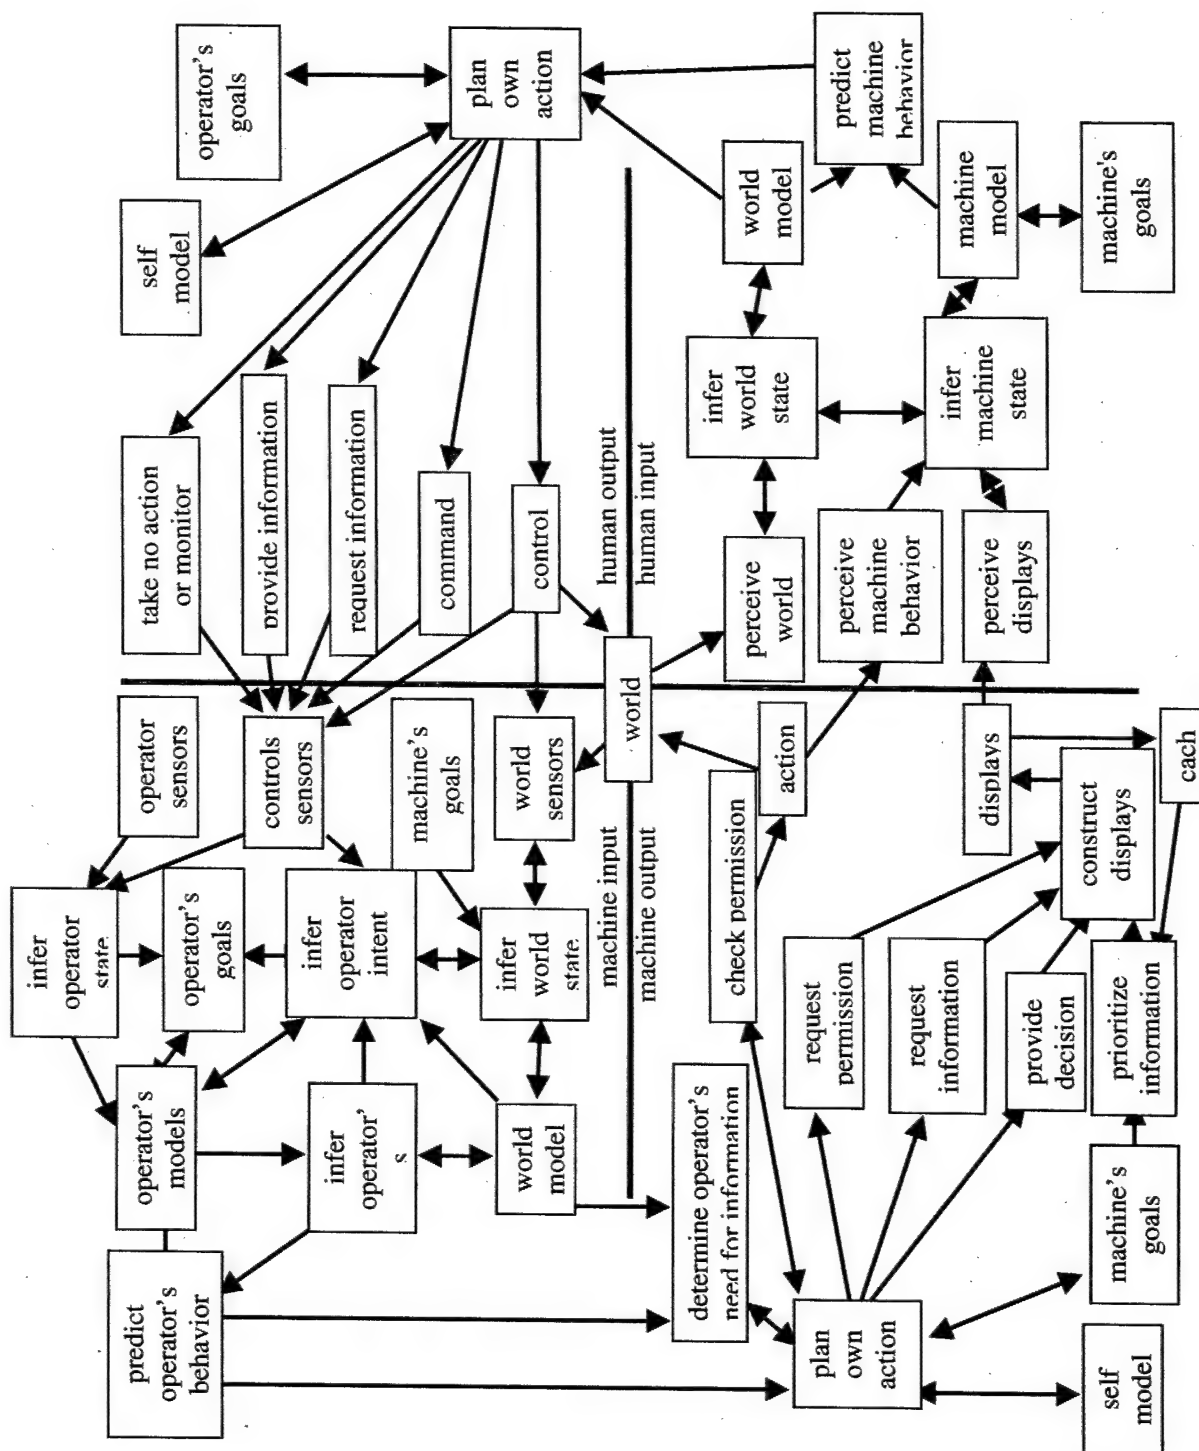 infer
operator
state
operator
sensors
take no action
or monitor
self
model
operator's
goals
predict
operator's
behavior
operator's
models
operator's
goals
controls
sensors
provide information
request information
infer
operator's
infer
operator
intent
machine's
goals
command
plan
own
action
world
model
infer
world
state
world
sensors
control
machine input
machine output
world
human output
human input
determine operator's
need for information
check permission
action
perceive
world
infer
world
state
world
model
predict
machine
behavior
plan
own
action
request
permission
request
information
provide
decision
displays
perceive
machine
behavior
perceive
displays
infer
machine
state
machine
model
self
model
machine's
goals
prioritize
information
construct
displays
cach
machine's
goals